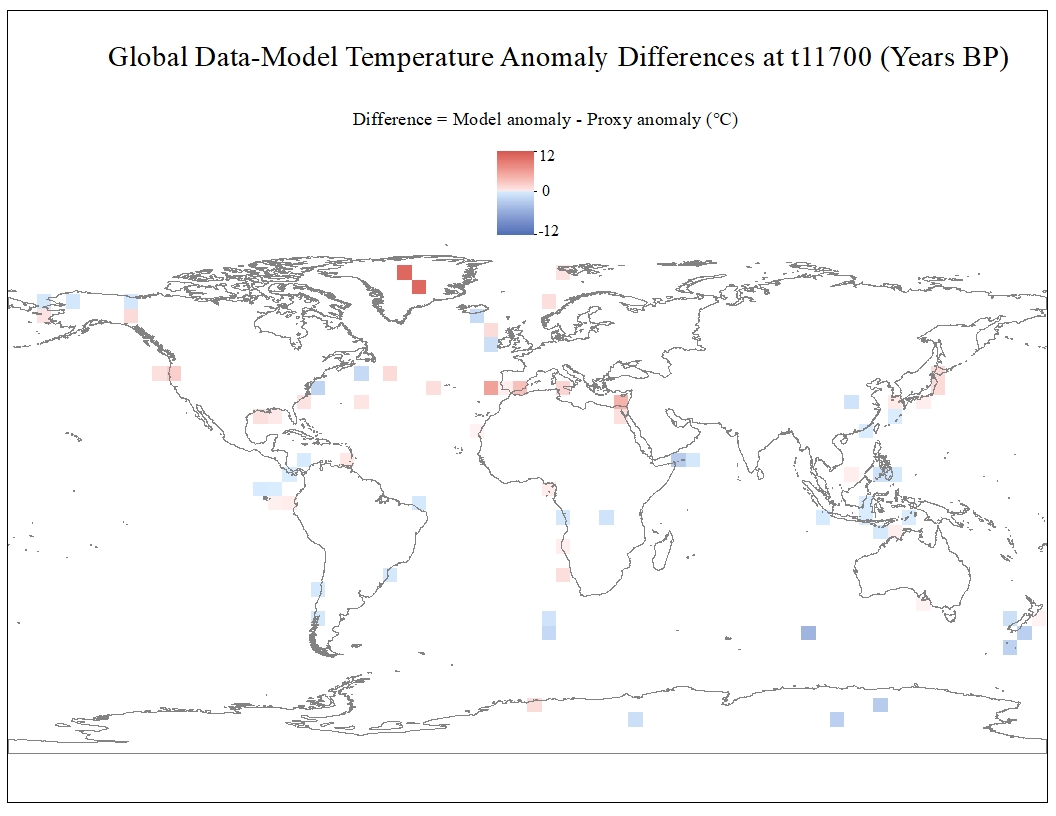 Global Data-Model Temperature Anomaly Differences at t11700 (Years BP)
Difference = Model anomaly - Proxy anomaly (°C)
12
0
-12